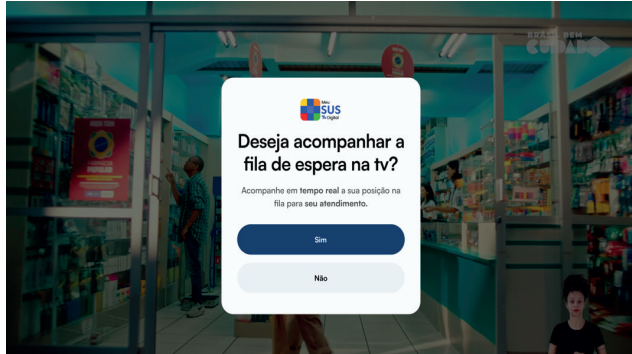 BRASIL BEM
CUIDADO
Meu
SUS
Tv Digital
Deseja acompanhar a
fila de espera na tv?
Acompanhe em tempo real a sua posição na
fila para seu atendimento.
Sim
Não
POPULAR